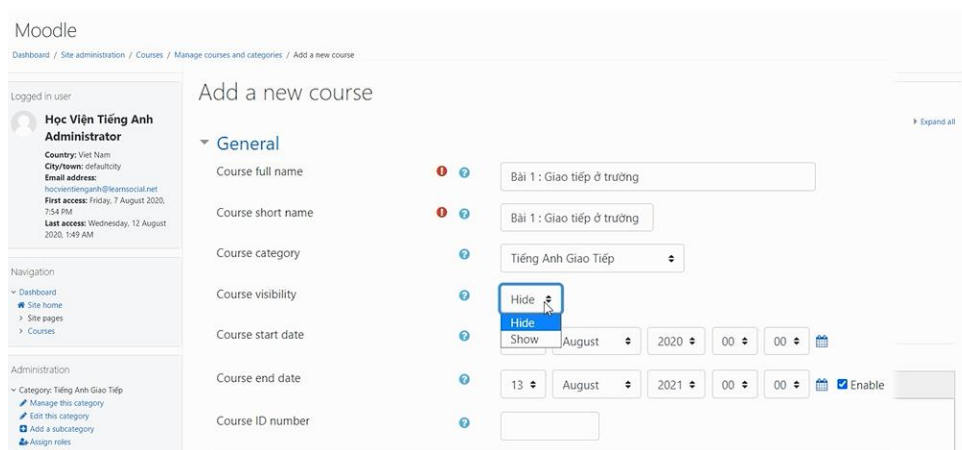 Moodle
Dashboard / Site administration / Courses / Manage courses and categories / Add a new course
Logged in user
Học Viện Tiếng Anh
Administrator
Country: Viet Nam
City/town: defaultcity
Email address:
hocvientienganh@learnsocial.net
First access: Friday, 7 August 2020,
7:54 PM
Last access: Wednesday, 12 August
2020, 1:49 AM
Navigation
Dashboard
Site home
Site pages
Courses
Administration
Category: Tiếng Anh Giao Tiếp
Manage this category
Edit this category
Add a subcategory
Assign roles
Add a new course
Expand all
General
Course full name
Bài 1 : Giao tiếp ở trường
Course short name
Bài 1 : Giao tiếp ở trường
Course category
Tiếng Anh Giao Tiếp
Course visibility
Hide
Hide
Show
Course start date
August 2020 00 00
Course end date
13 August 2021 00 00 Enable
Course ID number